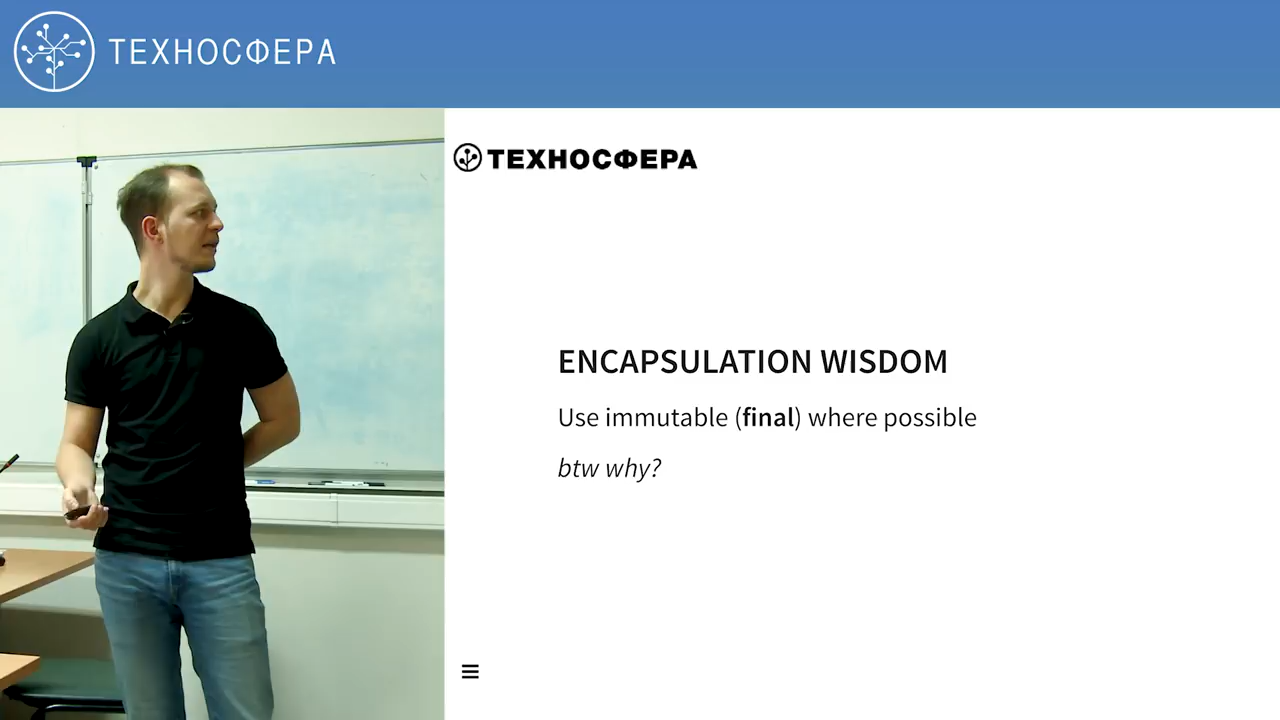 ТЕХНОСФЕРА
ТЕХНОСФЕРА
ENCAPSULATION WISDOM
Use immutable (final) where possible
btw why?